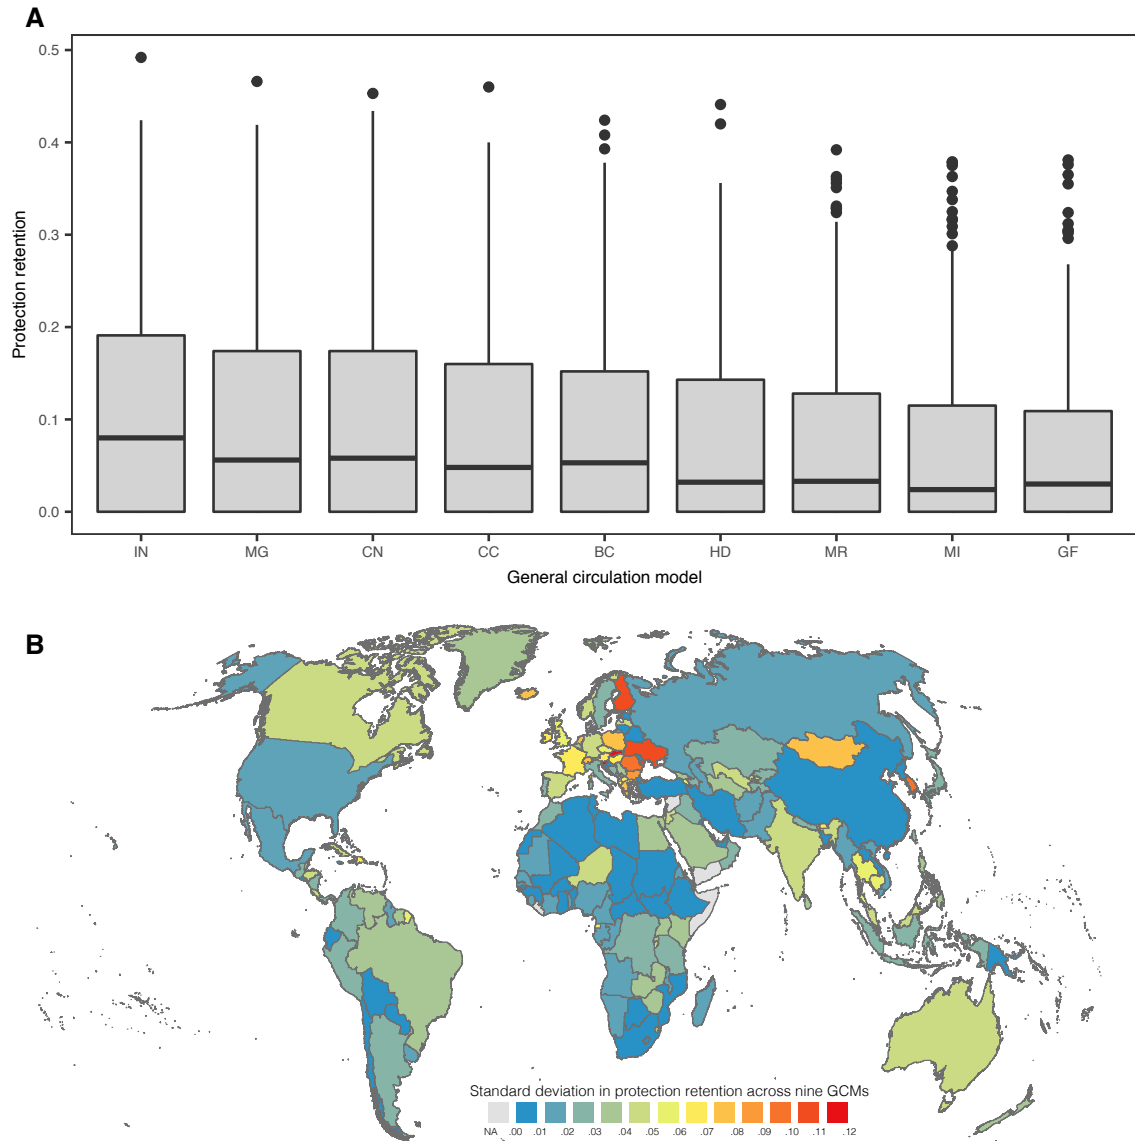 A
0.5
0.4
0.3
0.2
0.1
0.0
Protection retention
IN MG CN CC BC HD MR MI GF
General circulation model
B
Standard deviation in protection retention across nine GCMs
NA .00 .01 .02 .03 .04 .05 .06 .07 .08 .09 .10 .11 .12